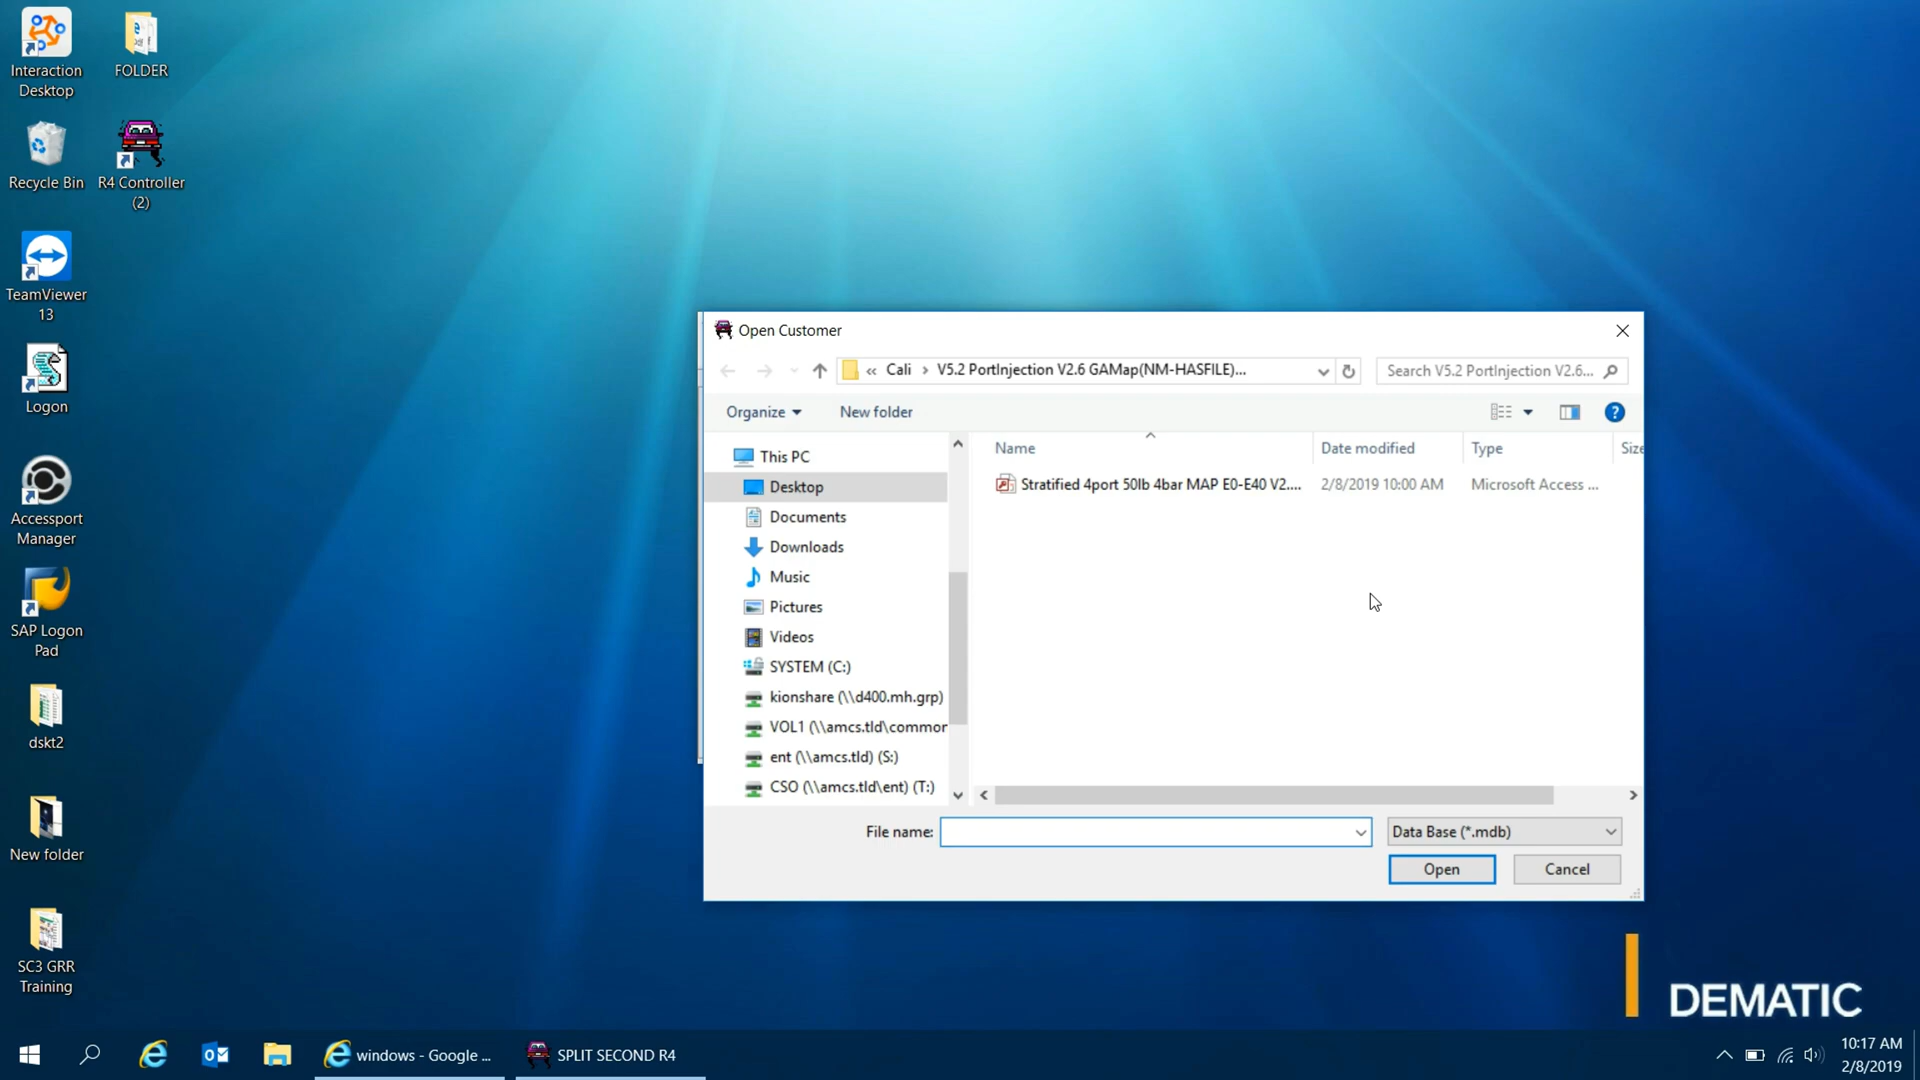 Interaction
Desktop
FOLDER
Recycle Bin
R4 Controller
(2)
TeamViewer
13
Logon
Accessport
Manager
SAP Logon
Pad
dskt2
New folder
SC3 GRR
Training
Open Customer
« Cali › V5.2 PortInjection V2.6 GAMap(NM-HASFILE)...
Search V5.2 PortInjection V2.6...
Organize
New folder
Name
Date modified
Type
Size
Stratified 4port 50lb 4bar MAP E0-E40 V2....
2/8/2019 10:00 AM
Microsoft Access ...
This PC
Desktop
Documents
Downloads
Music
Pictures
Videos
SYSTEM (C:)
kionshare (\\d400.mh.grp)
VOL1 (\\amcs.tld\common
ent (\\amcs.tld) (S:)
CSO (\\amcs.tld\ent) (T:)
File name:
Data Base (*.mdb)
Open
Cancel
DEMATIC
windows - Google ...
SPLIT SECOND R4
10:17 AM
2/8/2019